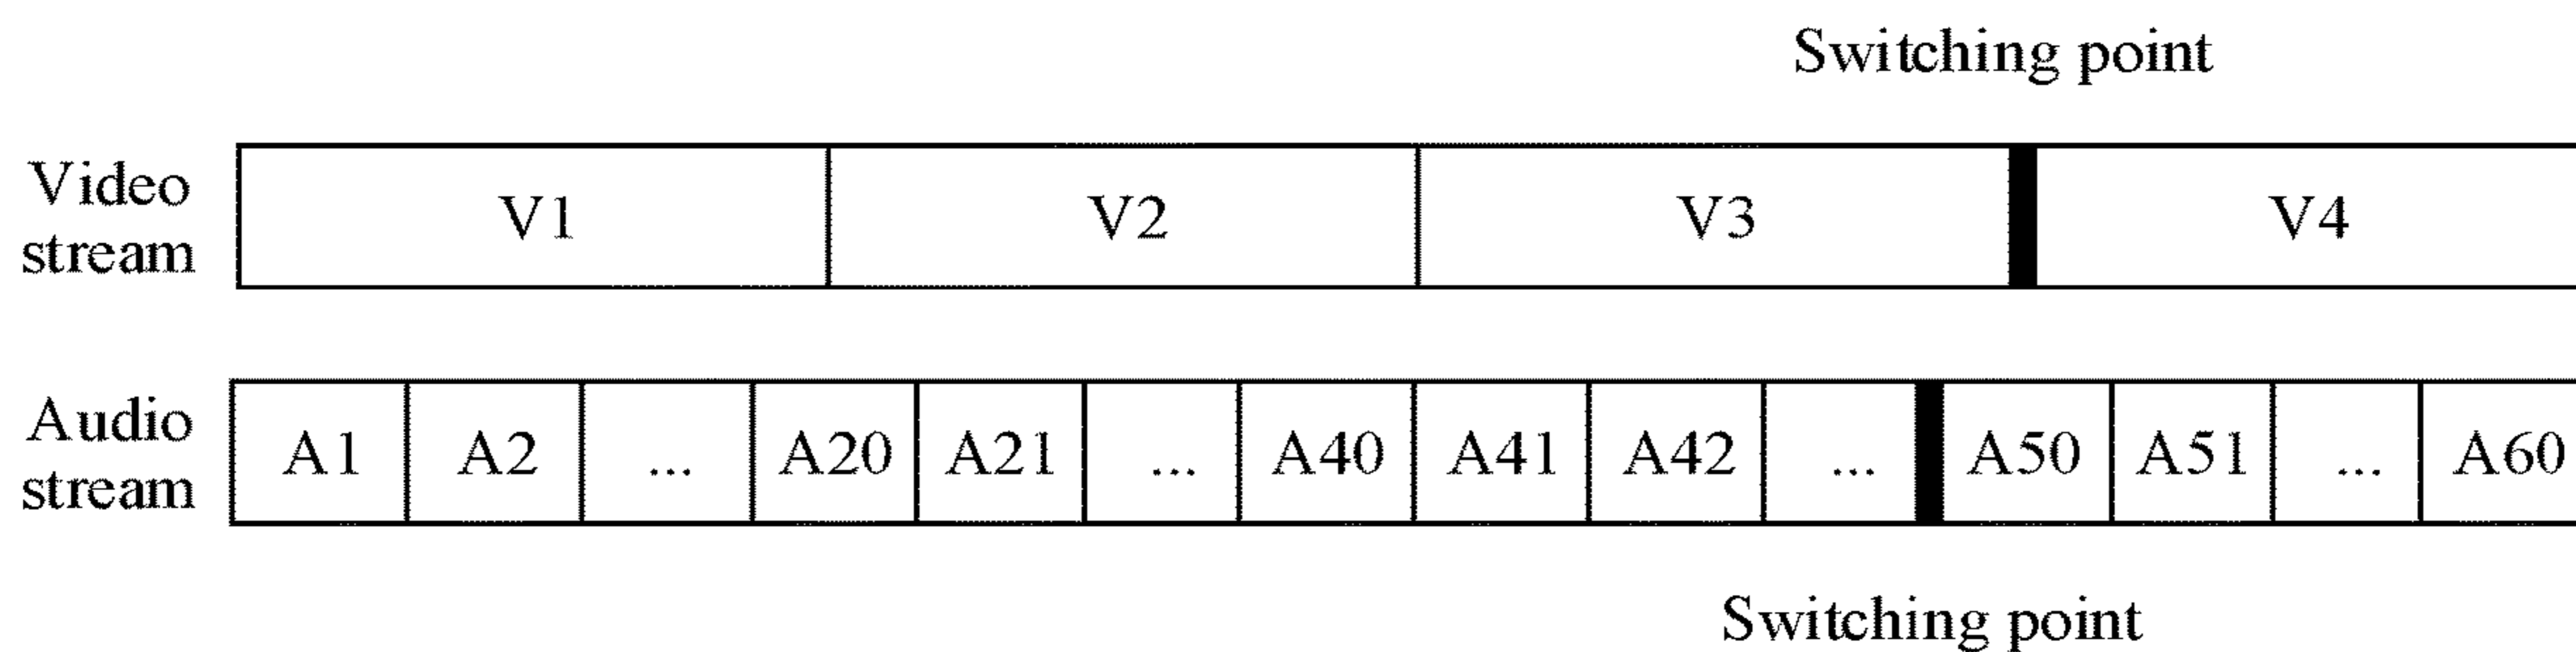 Switching point
Video
stream
V1 V2 V3 V4
Audio
stream
A1 A2 ... A20 A21 ... A40 A41 A42 ... A50 A51 ... A60
Switching point